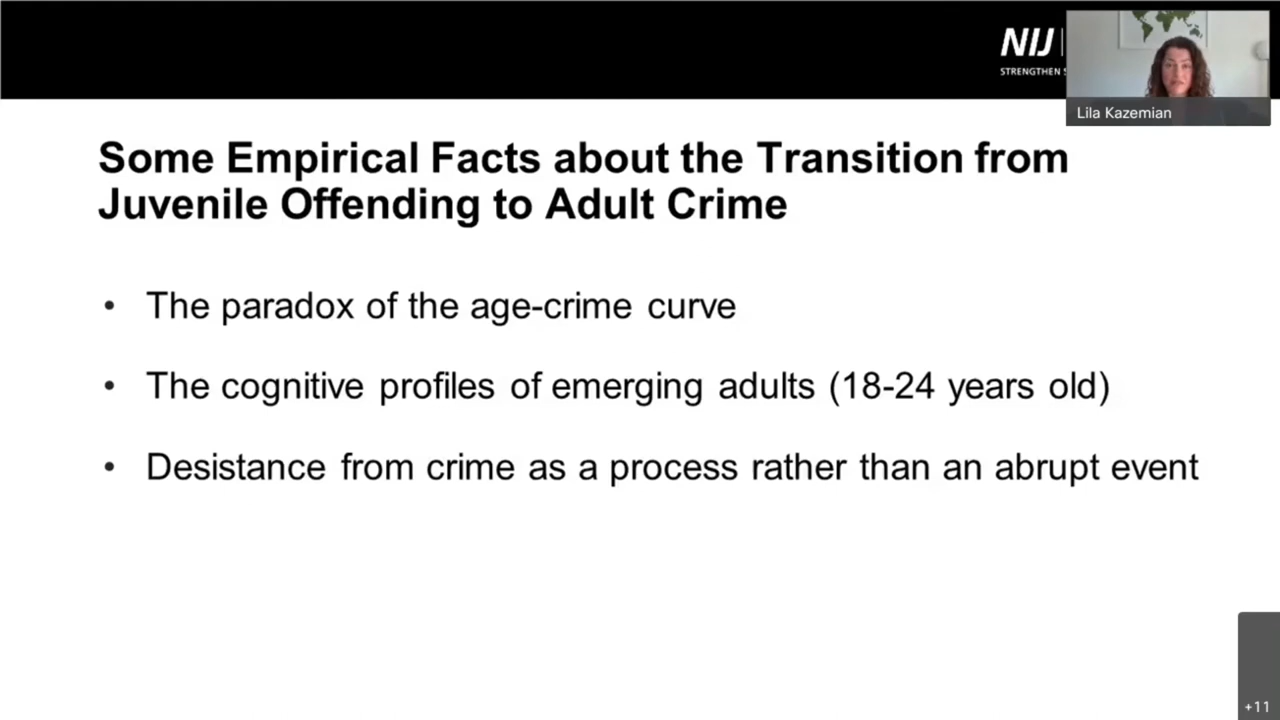 NIJ
STRENGTHEN
Lila Kazemian
Some Empirical Facts about the Transition from
Juvenile Offending to Adult Crime
• The paradox of the age-crime curve
• The cognitive profiles of emerging adults (18-24 years old)
• Desistance from crime as a process rather than an abrupt event
+11